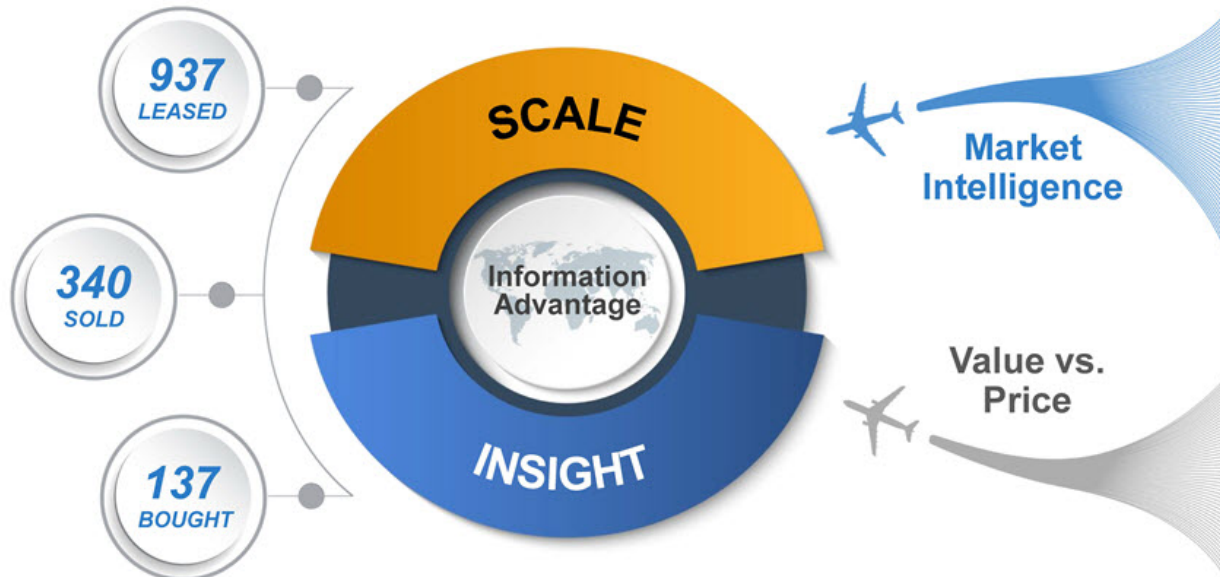 937
LEASED
340
SOLD
137
BOUGHT
SCALE
Information
Advantage
INSIGHT
Market
Intelligence
Value vs.
Price